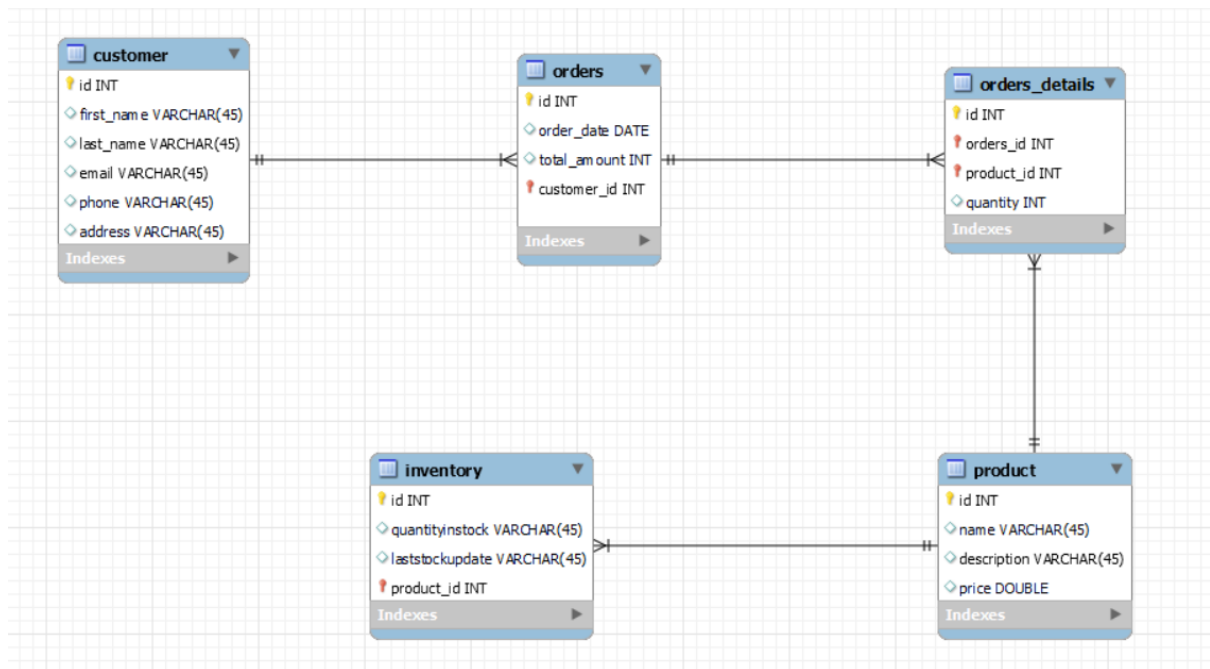 customer
id INT
first_name VARCHAR(45)
last_name VARCHAR(45)
email VARCHAR(45)
phone VARCHAR(45)
address VARCHAR(45)
Indexes
orders
id INT
order_date DATE
total_amount INT
customer_id INT
Indexes
orders_details
id INT
orders_id INT
product_id INT
quantity INT
Indexes
inventory
id INT
quantityinstock VARCHAR(45)
laststockupdate VARCHAR(45)
product_id INT
Indexes
product
id INT
name VARCHAR(45)
description VARCHAR(45)
price DOUBLE
Indexes